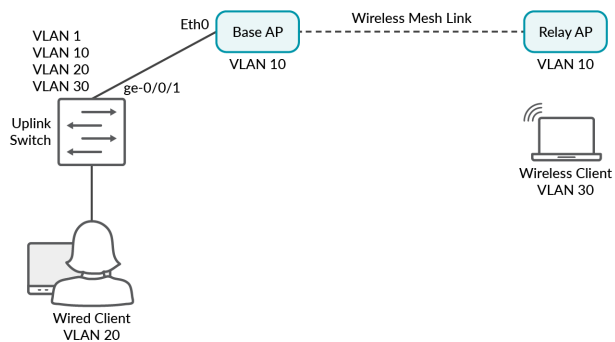 Eth0
Base AP
VLAN 10
Wireless Mesh Link
Relay AP
VLAN 10
VLAN 1
VLAN 10
VLAN 20
VLAN 30
ge-0/0/1
Uplink
Switch
Wireless Client
VLAN 30
Wired Client
VLAN 20